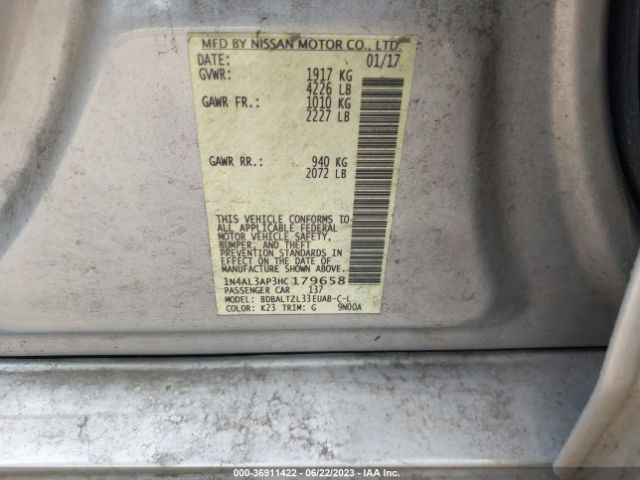 MFD BY NISSAN MOTOR CO., LTD.
DATE: 01/17
GVWR: 1917 KG
4226 LB
GAWR FR.: 1010 KG
2227 LB
GAWR RR.: 940 KG
2072 LB
THIS VEHICLE CONFORMS TO
ALL APPLICABLE FEDERAL
MOTOR VEHICLE SAFETY,
BUMPER, AND THEFT
PREVENTION STANDARDS IN
EFFECT ON THE DATE OF
MANUFACTURE SHOWN ABOVE.
1N4AL3AP3HC179658
PASSENGER CAR 137
MODEL: BDBALTZL33EUAB-C-L
COLOR: K23 TRIM: G 9N00A
000-36911422 - 06/22/2023 - IAA Inc.